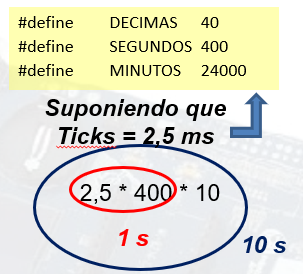 #define DECIMAS 40
#define SEGUNDOS 400
#define MINUTOS 24000
Suponiendo que
Ticks = 2,5 ms
2,5 * 400 * 10
1 s
10 s